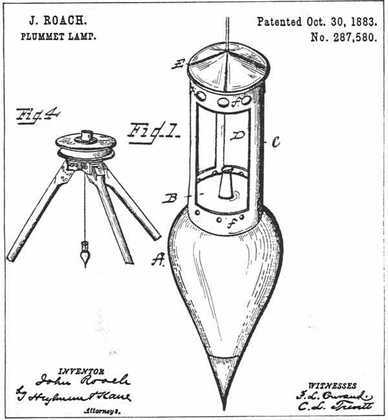 J. ROACH.
PLUMMET LAMP.
Patented Oct. 30, 1883.
No. 287,580.
Fig. 4.
Fig. 1.
E
f
D
C
B
f
A.
INVENTOR
John Roach
Attorneys.
WITNESSES